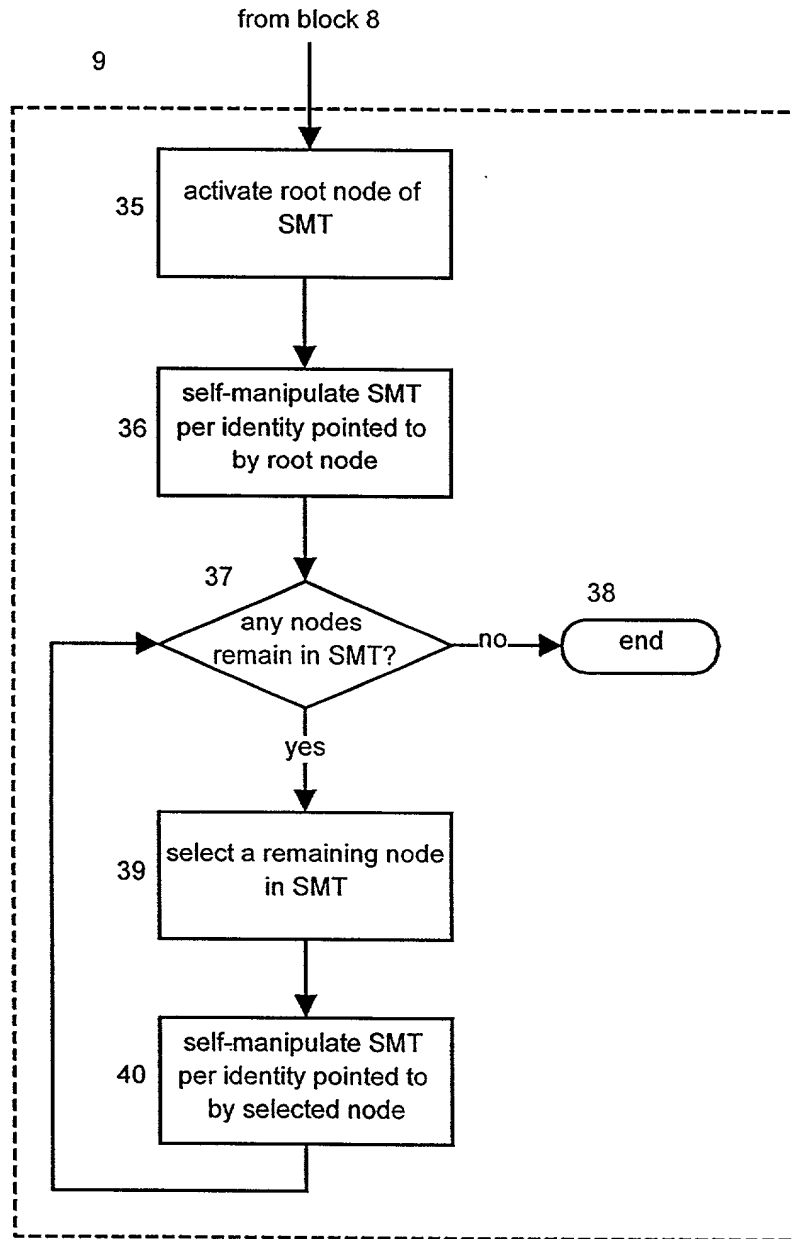 from block 8
9
35
activate root node of
SMT
36
self-manipulate SMT
per identity pointed to
by root node
37
any nodes
remain in SMT?
no
38
end
yes
39
select a remaining node
in SMT
40
self-manipulate SMT
per identity pointed to
by selected node